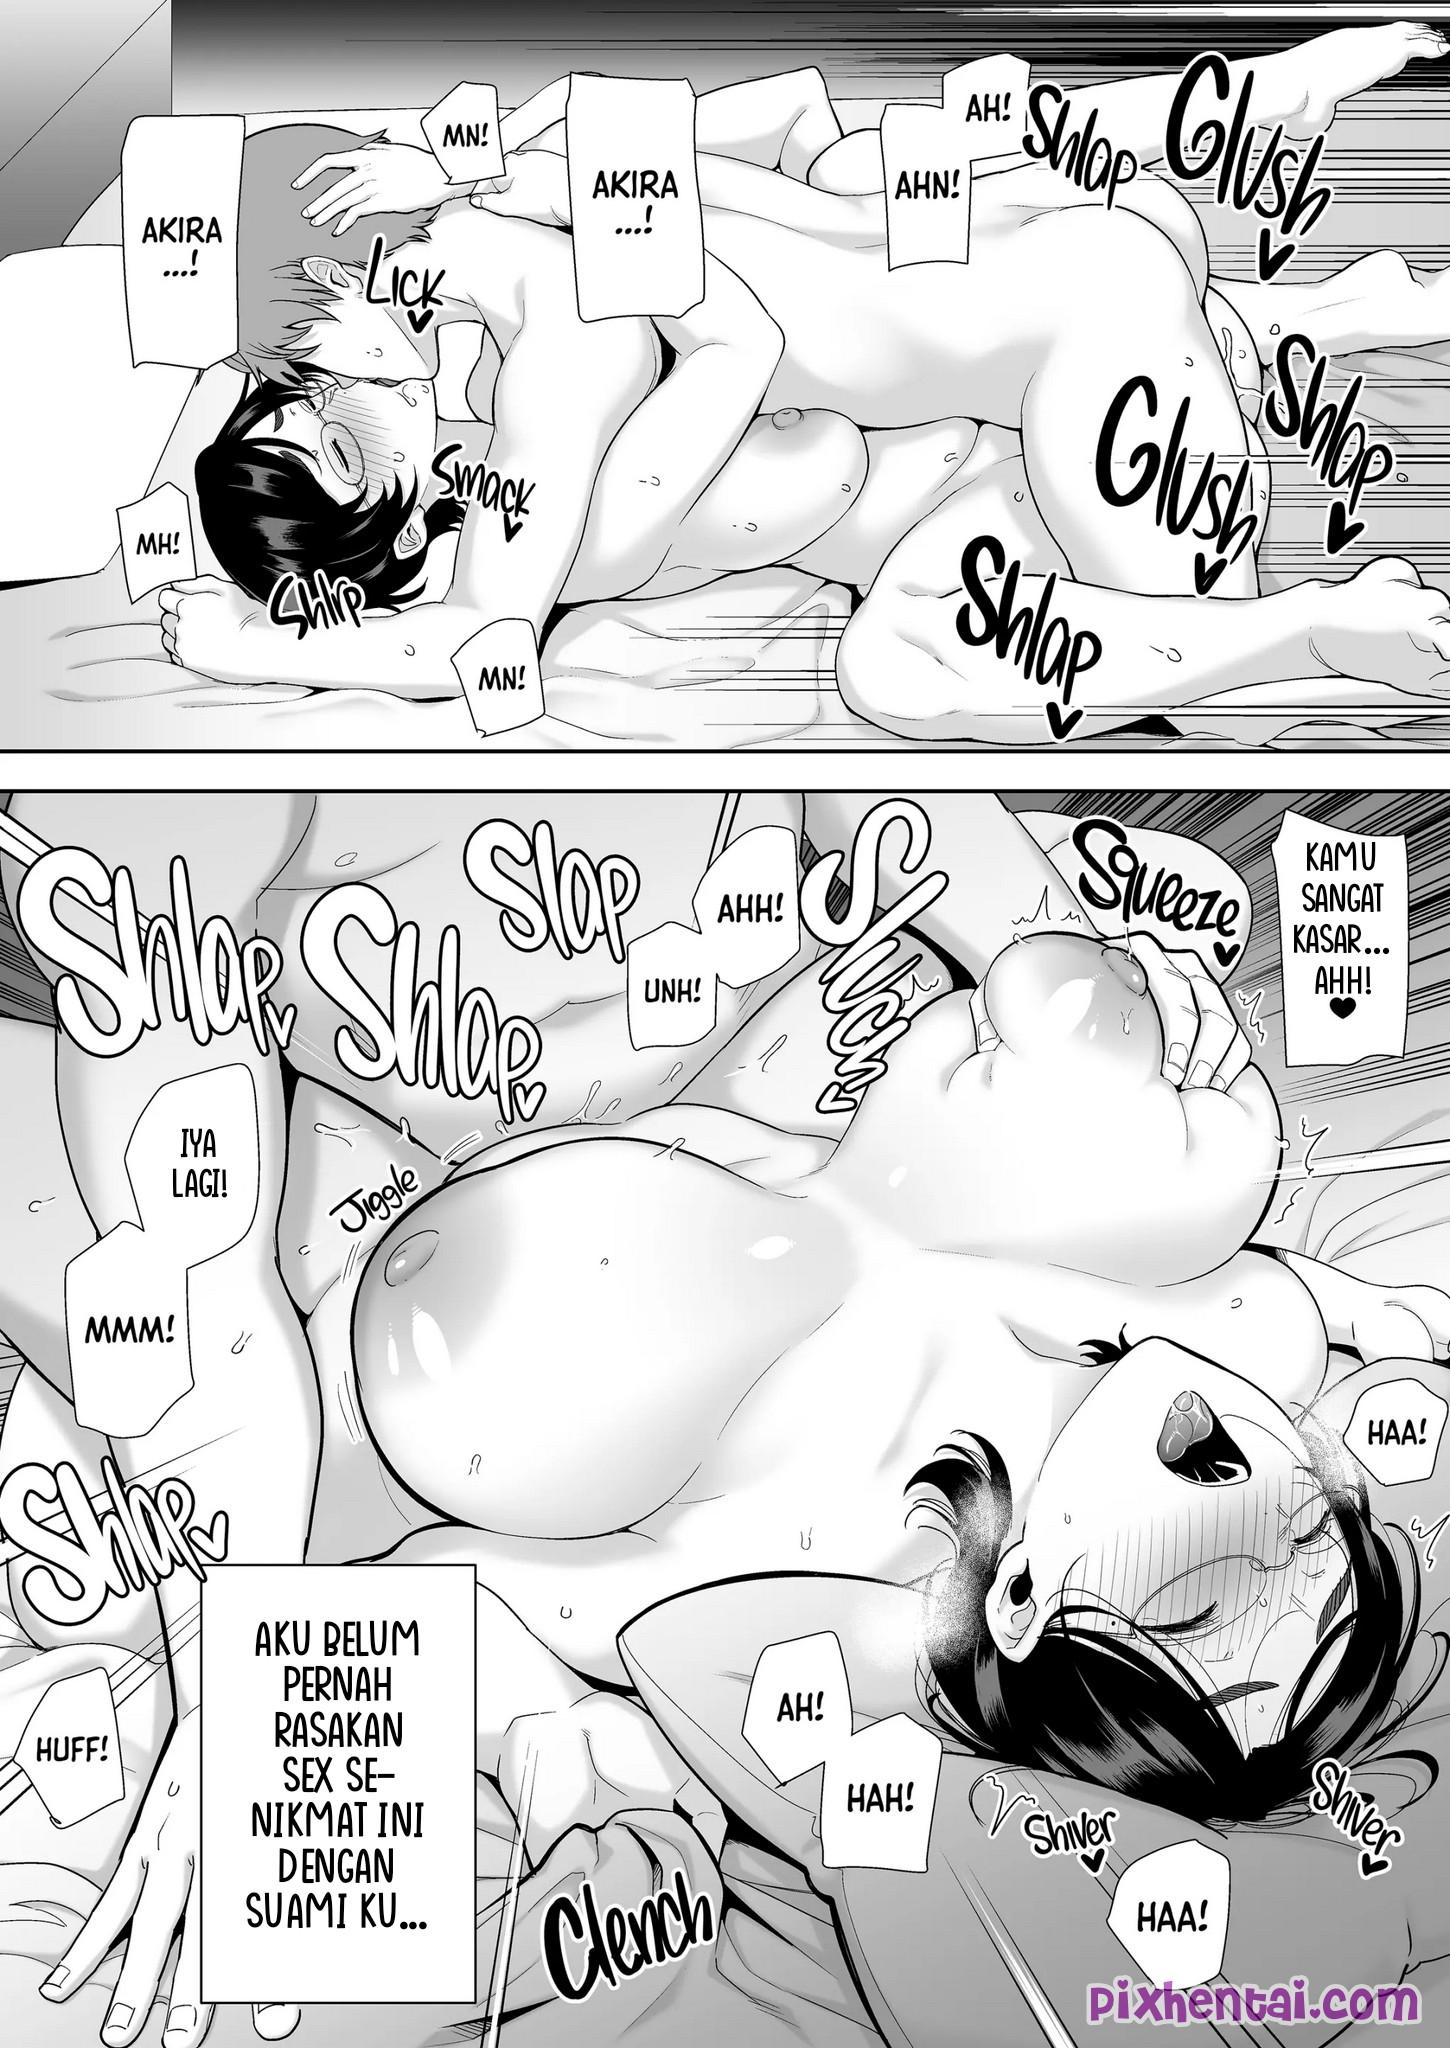 AH!
AHN!
Shlap
Glush
MN!
AKIRA
...!
AKIRA
...!
LICK
Shlap
Glush
Smack
MH!
Shlrp
Shlap
MN!
KAMU
SANGAT
KASAR...
AHH!
Squeeze
Slap
AHH!
UNH!
Shlap
Shlap
IYA
LAGI!
MMM!
Jiggle
HAA!
Shlap
AKU BELUM
PERNAH
RASAKAN
SEX SE-
NIKMAT INI
DENGAN
SUAMI KU...
HUFF!
AH!
HAH!
Shiver
Shiver
HAA!
Clench
pixhentai.com